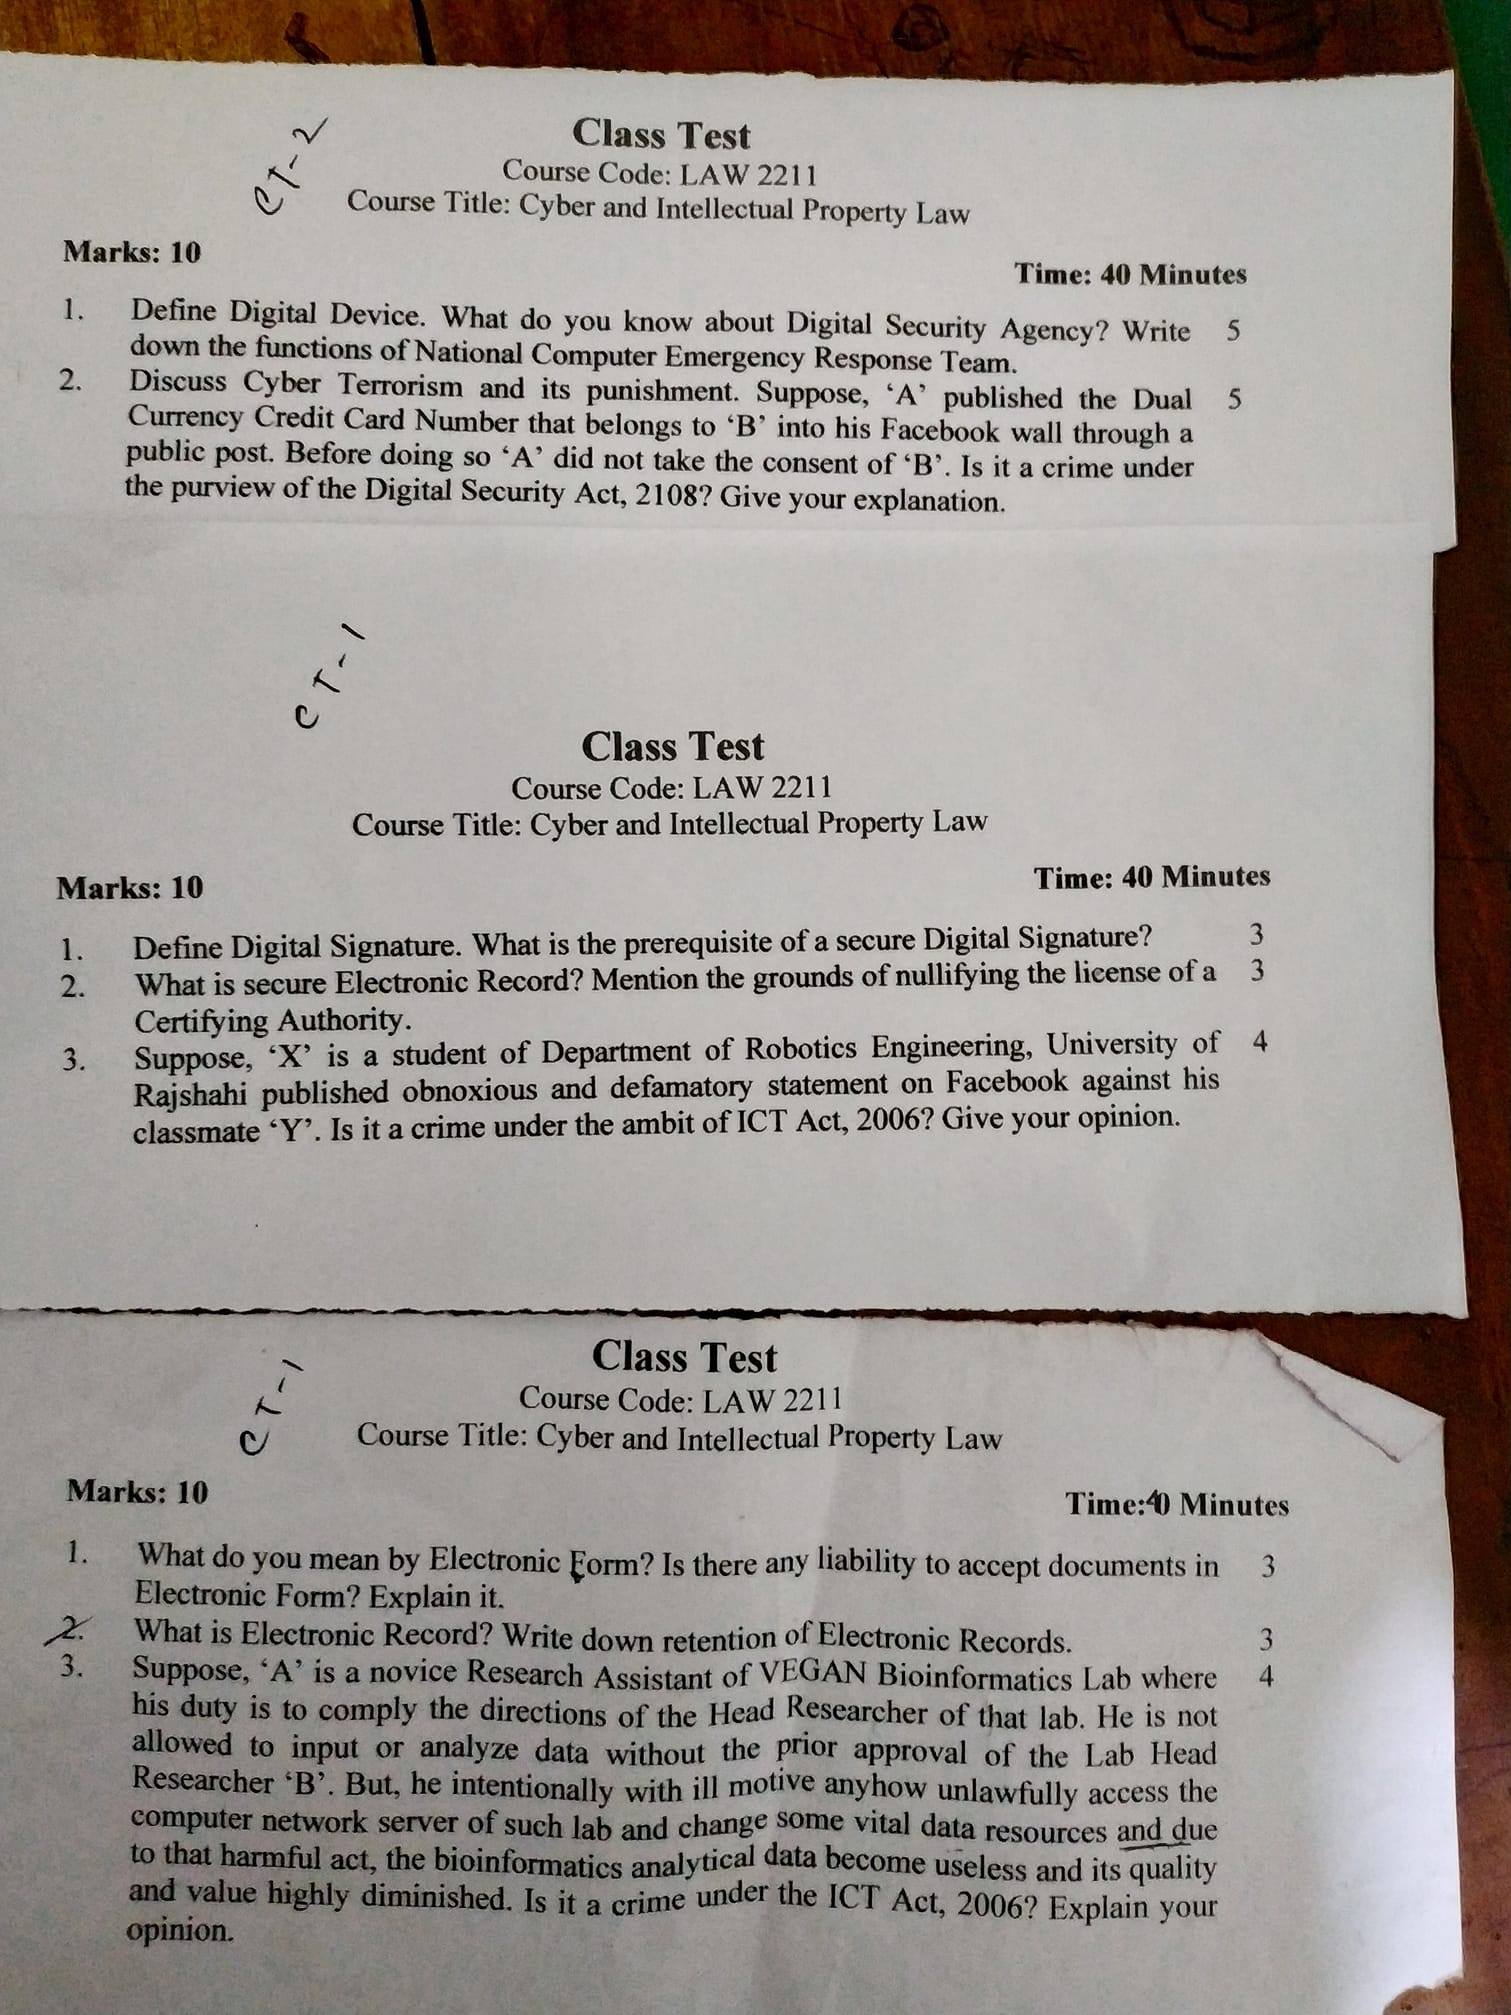 CT-2
Class Test
Course Code: LAW 2211
Course Title: Cyber and Intellectual Property Law
Marks: 10
Time: 40 Minutes
1. Define Digital Device. What do you know about Digital Security Agency? Write 5
down the functions of National Computer Emergency Response Team.
2. Discuss Cyber Terrorism and its punishment. Suppose, ‘A’ published the Dual 5
Currency Credit Card Number that belongs to ‘B’ into his Facebook wall through a
public post. Before doing so ‘A’ did not take the consent of ‘B’. Is it a crime under
the purview of the Digital Security Act, 2108? Give your explanation.
CT-1
Class Test
Course Code: LAW 2211
Course Title: Cyber and Intellectual Property Law
Marks: 10
Time: 40 Minutes
1. Define Digital Signature. What is the prerequisite of a secure Digital Signature? 3
2. What is secure Electronic Record? Mention the grounds of nullifying the license of a 3
Certifying Authority.
3. Suppose, ‘X’ is a student of Department of Robotics Engineering, University of 4
Rajshahi published obnoxious and defamatory statement on Facebook against his
classmate ‘Y’. Is it a crime under the ambit of ICT Act, 2006? Give your opinion.
CT-1
Class Test
Course Code: LAW 2211
Course Title: Cyber and Intellectual Property Law
Marks: 10
Time:40 Minutes
1. What do you mean by Electronic Form? Is there any liability to accept documents in 3
Electronic Form? Explain it.
2. What is Electronic Record? Write down retention of Electronic Records. 3
3. Suppose, ‘A’ is a novice Research Assistant of VEGAN Bioinformatics Lab where 4
his duty is to comply the directions of the Head Researcher of that lab. He is not
allowed to input or analyze data without the prior approval of the Lab Head
Researcher ‘B’. But, he intentionally with ill motive anyhow unlawfully access the
computer network server of such lab and change some vital data resources and due
to that harmful act, the bioinformatics analytical data become useless and its quality
and value highly diminished. Is it a crime under the ICT Act, 2006? Explain your
opinion.